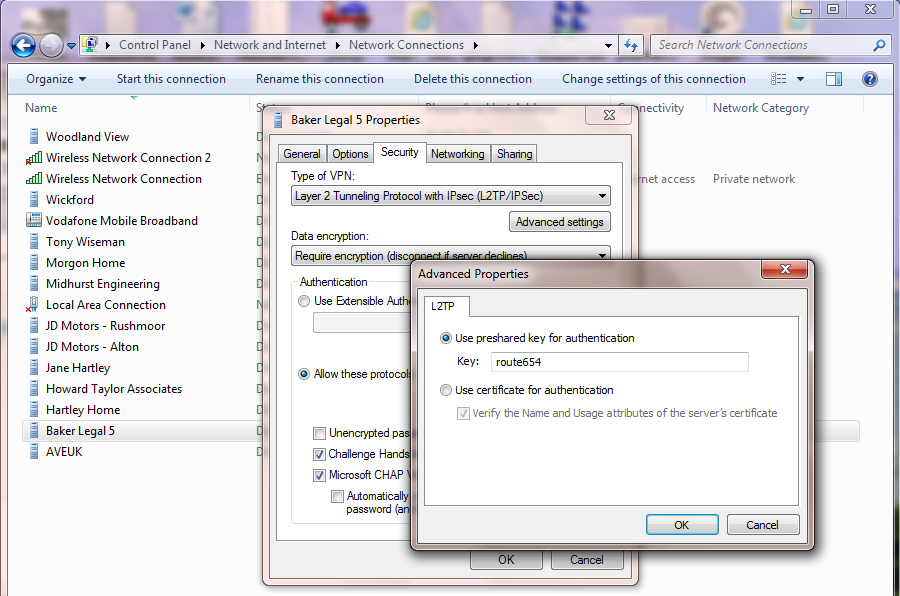 Control Panel Network and Internet Network Connections
Search Network Connections
Organize Start this connection Rename this connection Delete this connection Change settings of this connection
Name
Network Category
Woodland View
Wireless Network Connection 2
Wireless Network Connection
Private network
Wickford
Vodafone Mobile Broadband
Tony Wiseman
Morgon Home
Midhurst Engineering
Local Area Connection
JD Motors - Rushmoor
JD Motors - Alton
Jane Hartley
Howard Taylor Associates
Hartley Home
Baker Legal 5
AVEUK
Baker Legal 5 Properties
General Options Security Networking Sharing
Type of VPN:
Layer 2 Tunneling Protocol with IPsec (L2TP/IPSec)
Advanced settings
Data encryption:
Require encryption (disconnect if server declines)
Authentication
Use Extensible Authe
Allow these protocols
Unencrypted pas
Challenge Hands
Microsoft CHAP V
Automatically
password (an
OK Cancel
Advanced Properties
L2TP
Use preshared key for authentication
Key: route654
Use certificate for authentication
Verify the Name and Usage attributes of the server's certificate
OK Cancel